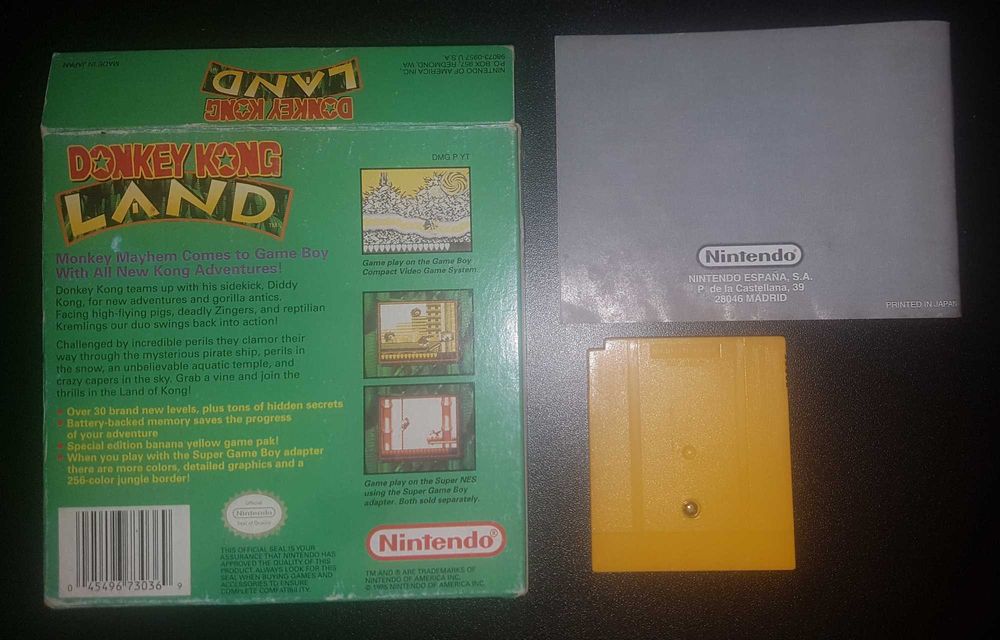 MADE IN JAPAN
NINTENDO OF AMERICA INC.
P.O. BOX 957, REDMOND, WA
98073-0957 U.S.A.
DONKEY KONG
LAND
DONKEY KONG
LAND
TM
DMG P YT
Monkey Mayhem Comes to Game Boy
With All New Kong Adventures!
Donkey Kong teams up with his sidekick, Diddy
Kong, for new adventures and gorilla antics.
Facing high-flying pigs, deadly Zingers, and reptilian
Kremlings our duo swings back into action!
Challenged by incredible perils they clamor their
way through the mysterious pirate ship, perils in
the snow, an unbelievable aquatic temple, and
crazy capers in the sky. Grab a vine and join the
thrills in the Land of Kong!
• Over 30 brand new levels, plus tons of hidden secrets
• Battery-backed memory saves the progress
of your adventure
• Special edition banana yellow game pak!
• When you play with the Super Game Boy adapter
there are more colors, detailed graphics and a
256-color jungle border!
Game play on the Game Boy
Compact Video Game System.
Game play on the Super NES
using the Super Game Boy
adapter. Both sold separately.
0 45496 73036 9
Official
Nintendo
Seal of Quality
THIS OFFICIAL SEAL IS YOUR
ASSURANCE THAT NINTENDO HAS
APPROVED THE QUALITY OF THIS
PRODUCT. ALWAYS LOOK FOR THIS
SEAL WHEN BUYING GAMES AND
ACCESSORIES TO ENSURE
COMPLETE COMPATIBILITY.
Nintendo®
TM AND ® ARE TRADEMARKS OF
NINTENDO OF AMERICA INC.
© 1995 NINTENDO OF AMERICA INC.
Nintendo®
NINTENDO ESPAÑA, S.A.
P. de la Castellana, 39
28046 MADRID
PRINTED IN JAPAN